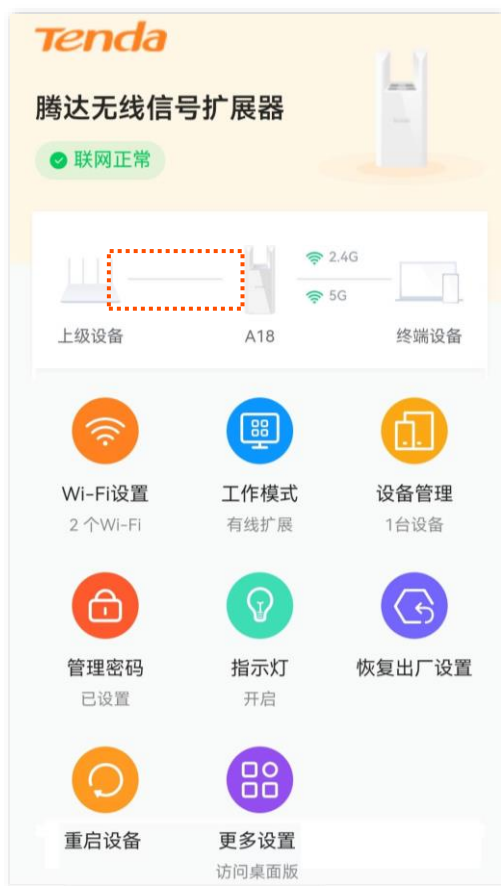 Tenda
腾达无线信号扩展器
联网正常
2.4G
5G
上级设备 A18 终端设备
Wi-Fi设置 工作模式 设备管理
2 个Wi-Fi 有线扩展 1台设备
管理密码 指示灯 恢复出厂设置
已设置 开启
重启设备 更多设置
访问桌面版